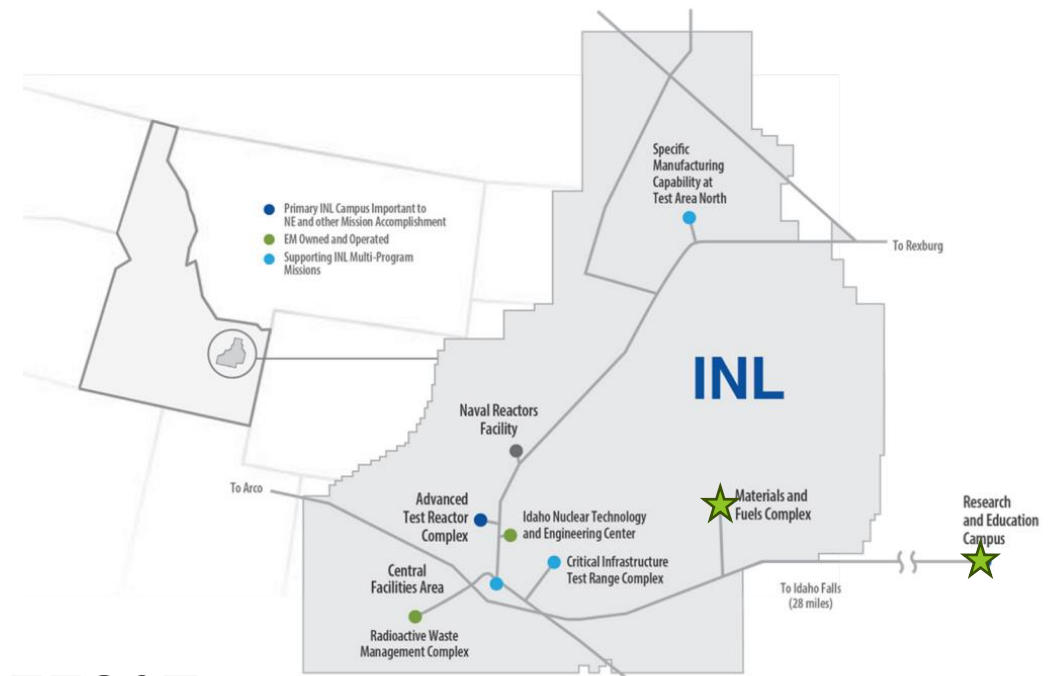 Specific
Manufacturing
Capability at
Test Area North
Primary INL Campus Important to
NE and other Mission Accomplishment
EM Owned and Operated
Supporting INL Multi-Program
Missions
To Rexburg
INL
Naval Reactors
Facility
To Arco
Advanced
Test Reactor
Complex
Idaho Nuclear Technology
and Engineering Center
Materials and
Fuels Complex
Research
and Education
Campus
Central
Facilities Area
Critical Infrastructure
Test Range Complex
To Idaho Falls
(28 miles)
Radioactive Waste
Management Complex